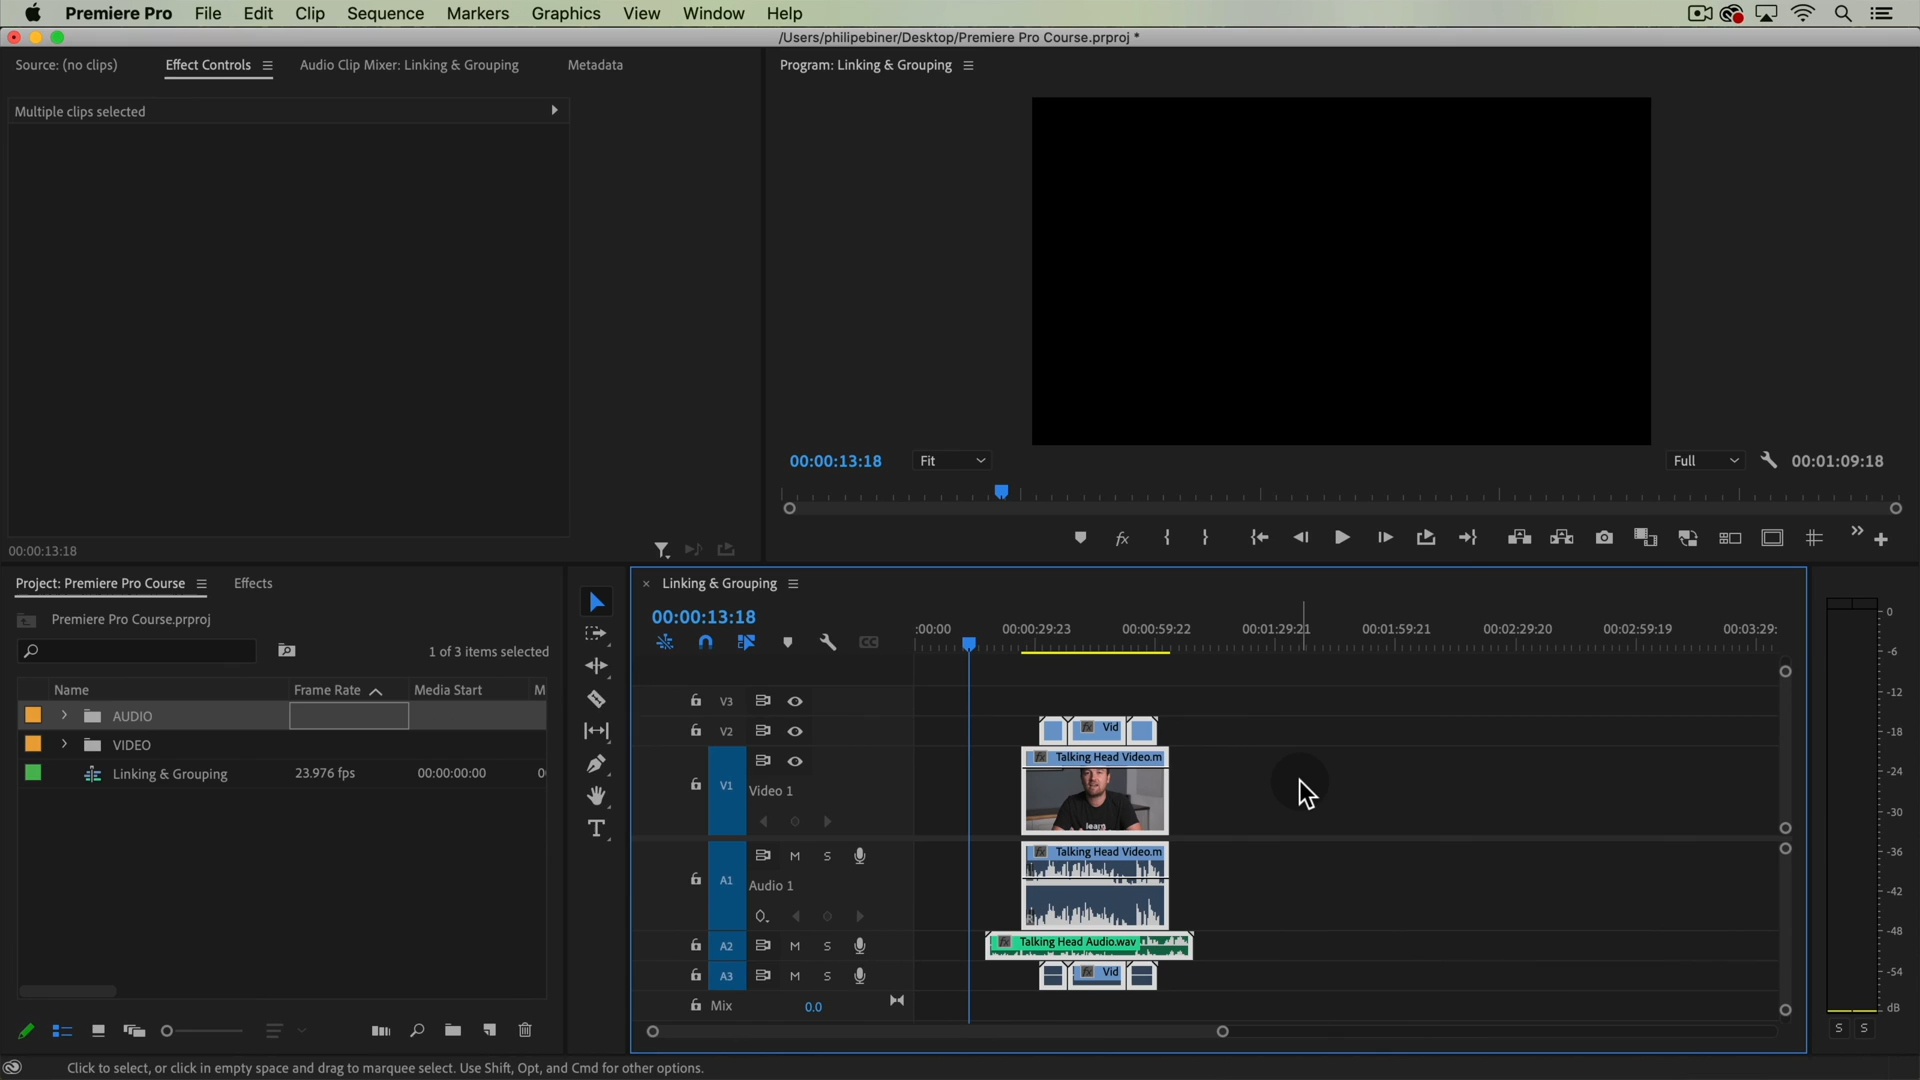 Premiere Pro File Edit Clip Sequence Markers Graphics View Window Help
/Users/philipebiner/Desktop/Premiere Pro Course.prproj *
Source: (no clips) Effect Controls Audio Clip Mixer: Linking & Grouping Metadata
Program: Linking & Grouping
Multiple clips selected
00:00:13:18 Fit Full 00:01:09:18
00:00:13:18
Project: Premiere Pro Course Effects
Premiere Pro Course.prproj
1 of 3 items selected
Name Frame Rate Media Start M
AUDIO
VIDEO
Linking & Grouping 23.976 fps 00:00:00:00 0
Linking & Grouping
00:00:13:18
:00:00 00:00:29:23 00:00:59:22 00:01:29:21 00:01:59:21 00:02:29:20 00:02:59:19 00:03:29:
V3
V2 fx Vid
fx Talking Head Video.m
V1 Video 1
learn
M S fx Talking Head Video.m
A1 Audio 1
R
A2 M S fx Talking Head Audio.wav
A3 M S fx Vid
Mix 0.0
0
-6
-12
-18
-24
-30
-36
-42
-48
-54
dB
S S
Click to select, or click in empty space and drag to marquee select. Use Shift, Opt, and Cmd for other options.